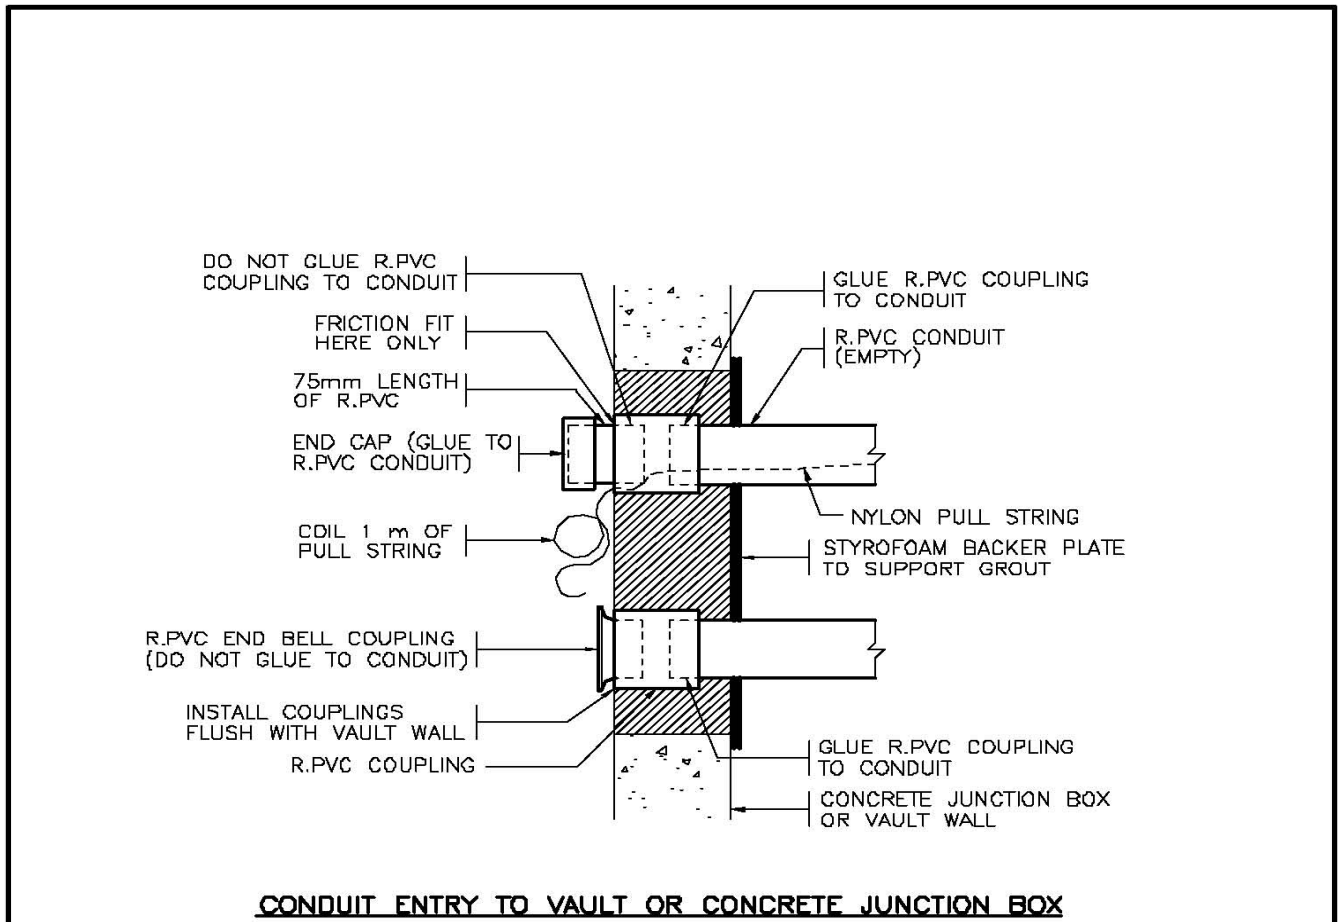 DO NOT GLUE R.PVC
COUPLING TO CONDUIT
FRICTION FIT
HERE ONLY
75mm LENGTH
OF R.PVC
END CAP (GLUE TO
R.PVC CONDUIT)
COIL 1 m OF
PULL STRING
R.PVC END BELL COUPLING
(DO NOT GLUE TO CONDUIT)
INSTALL COUPLINGS
FLUSH WITH VAULT WALL
R.PVC COUPLING
GLUE R.PVC COUPLING
TO CONDUIT
R.PVC CONDUIT
(EMPTY)
NYLON PULL STRING
STYROFOAM BACKER PLATE
TO SUPPORT GROUT
GLUE R.PVC COUPLING
TO CONDUIT
CONCRETE JUNCTION BOX
OR VAULT WALL
CONDUIT ENTRY TO VAULT OR CONCRETE JUNCTION BOX